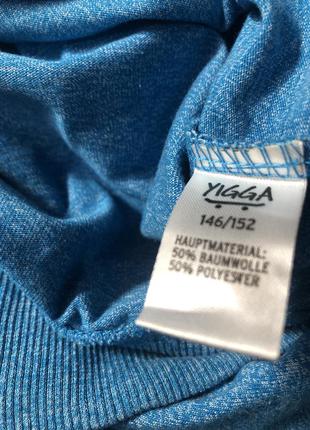 YIGGA
146/152
HAUPTMATERIAL:
50% BAUMWOLLE
50% POLYESTER